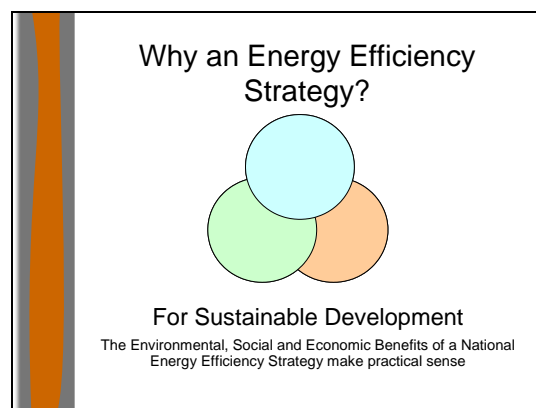 Why an Energy Efficiency
Strategy?
For Sustainable Development
The Environmental, Social and Economic Benefits of a National
Energy Efficiency Strategy make practical sense